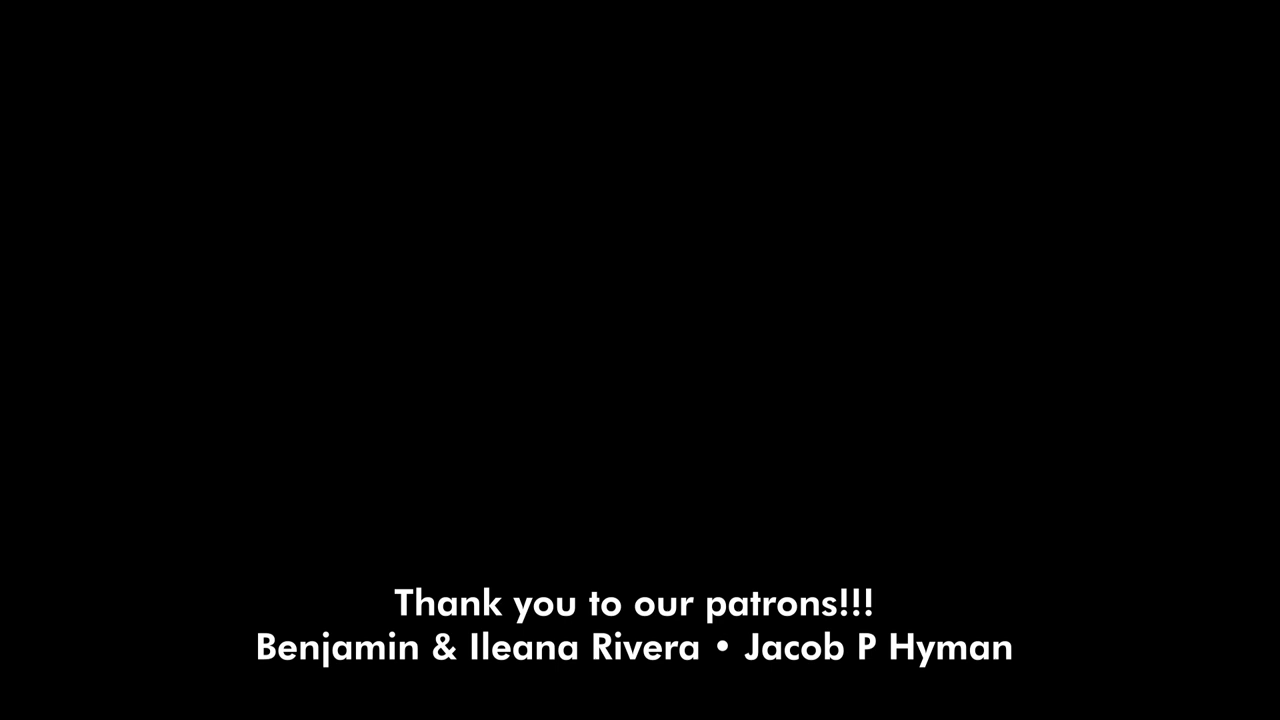 Thank you to our patrons!!!
Benjamin & Ileana Rivera • Jacob P Hyman